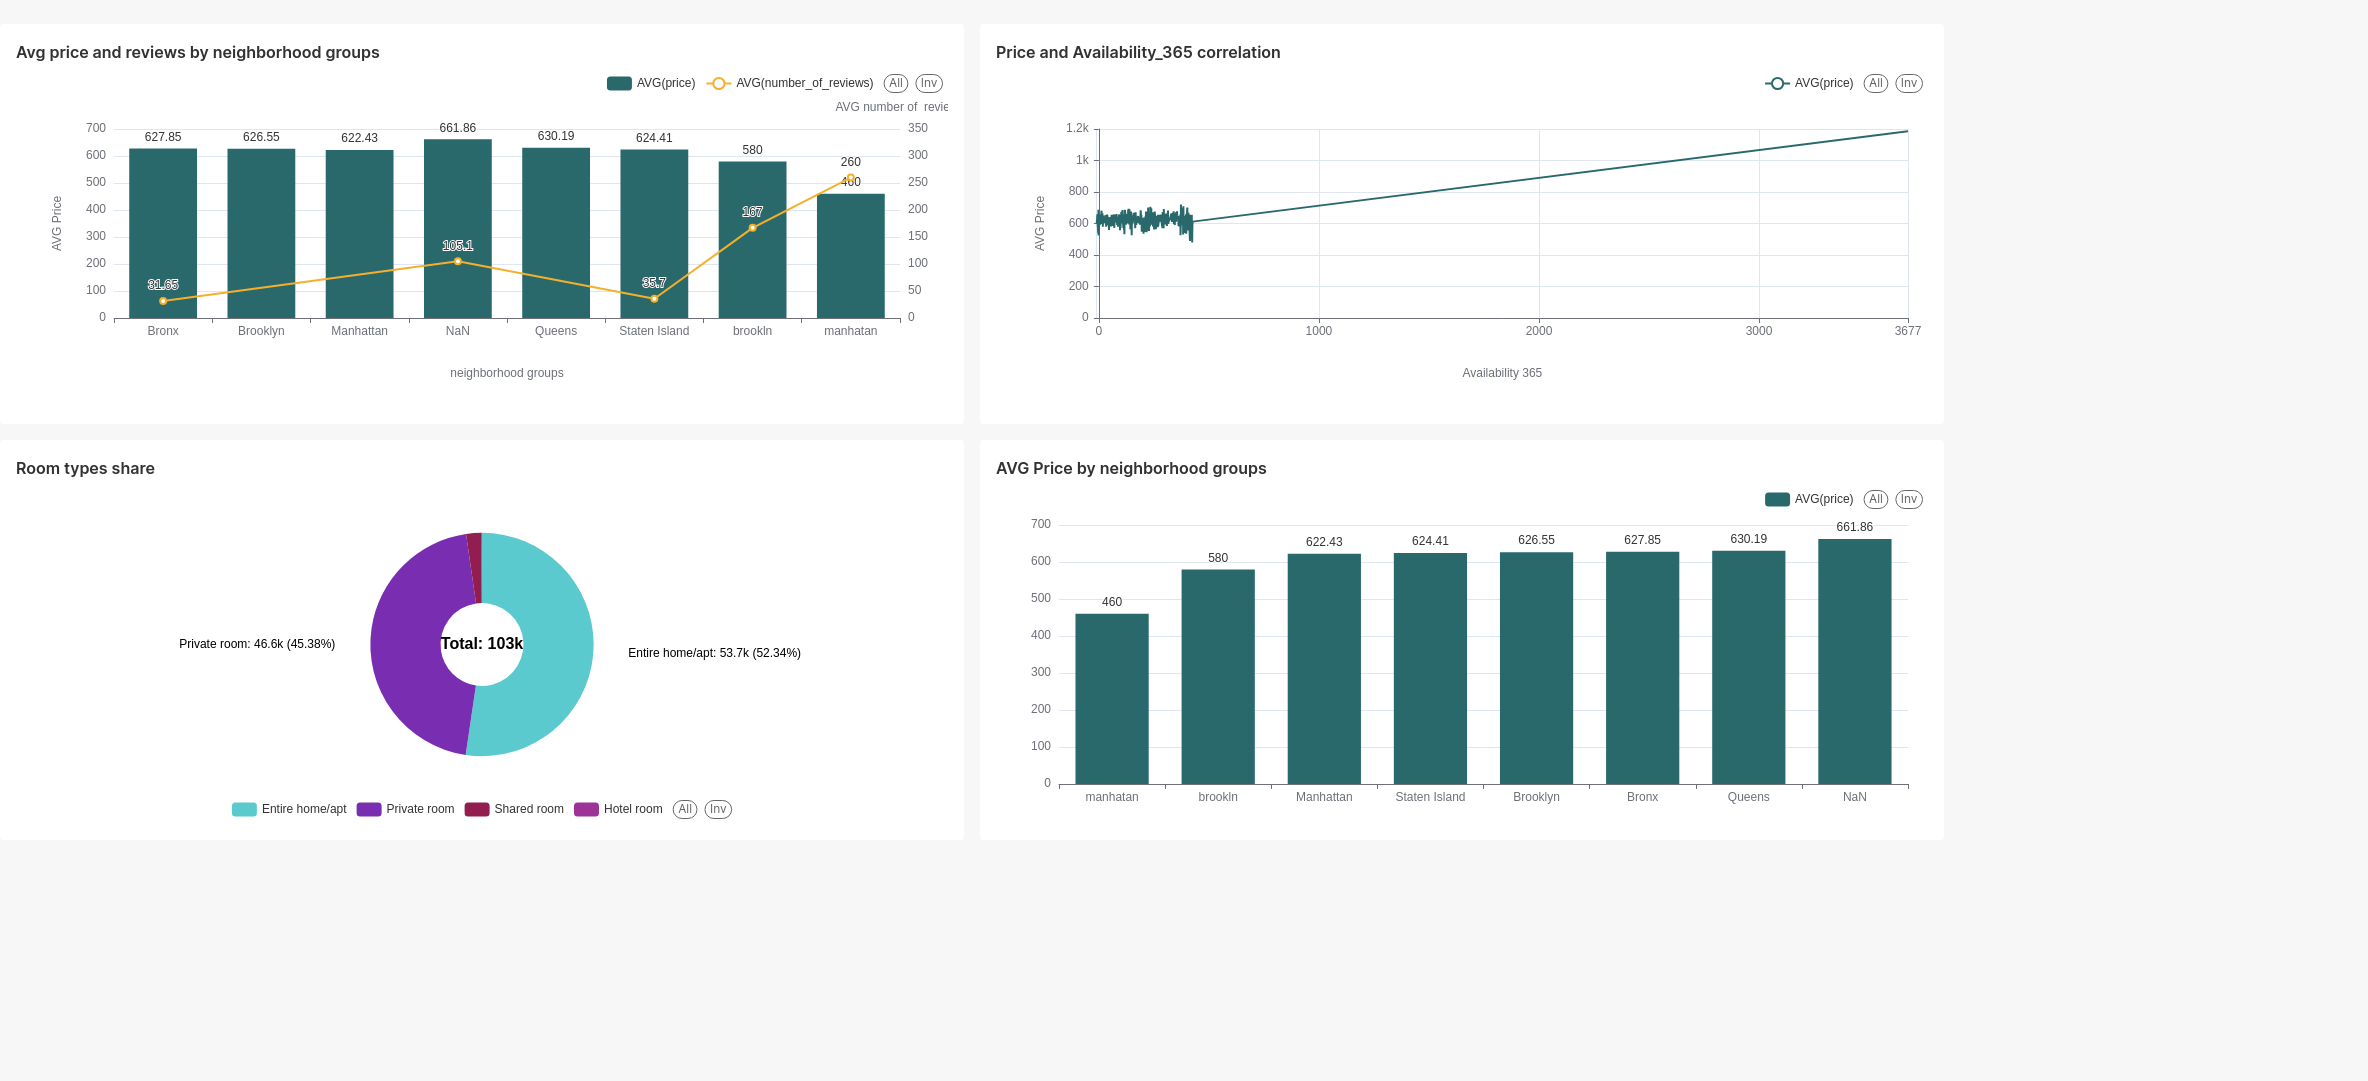 Avg price and reviews by neighborhood groups
AVG(price) AVG(number_of_reviews) All Inv
AVG number of revie
AVG Price
700
600
500
400
300
200
100
0
350
300
250
200
150
100
50
0
627.85 626.55 622.43 661.86 630.19 624.41 580 460
31.65 105.1 35.7 167 260
Bronx Brooklyn Manhattan NaN Queens Staten Island brookln manhatan
neighborhood groups
Price and Availability_365 correlation
AVG(price) All Inv
AVG Price
1.2k
1k
800
600
400
200
0
0 1000 2000 3000 3677
Availability 365
Room types share
Private room: 46.6k (45.38%)
Total: 103k
Entire home/apt: 53.7k (52.34%)
Entire home/apt Private room Shared room Hotel room All Inv
AVG Price by neighborhood groups
AVG(price) All Inv
700
600
500
400
300
200
100
0
460 580 622.43 624.41 626.55 627.85 630.19 661.86
manhatan brookln Manhattan Staten Island Brooklyn Bronx Queens NaN